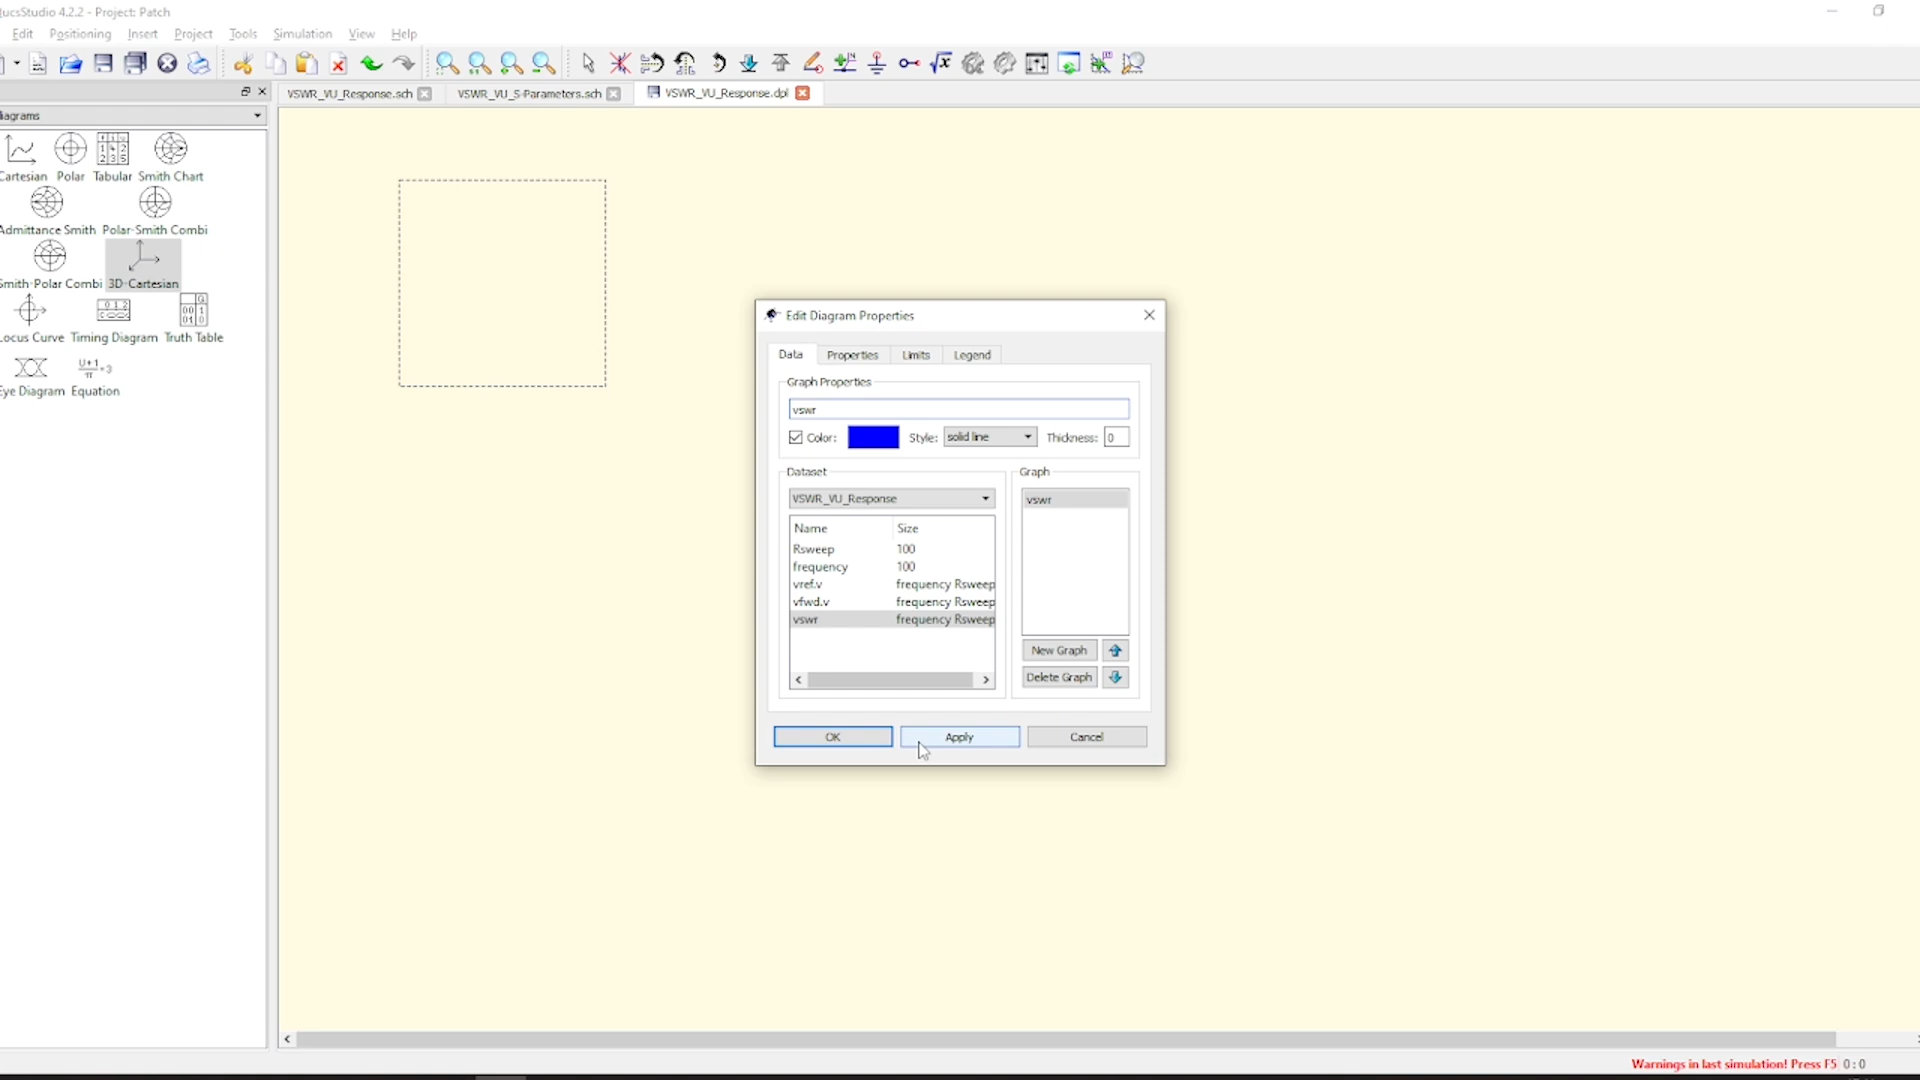 ucsStudio 4.2.2 - Project: Patch
Edit Positioning Insert Project Tools Simulation View Help
VSWR_VU_Response.sch VSWR_VU_S-Parameters.sch VSWR_VU_Response.dpl
iagrams
Cartesian Polar Tabular Smith Chart
Admittance Smith Polar-Smith Combi
Smith-Polar Combi 3D-Cartesian
Locus Curve Timing Diagram Truth Table
Eye Diagram Equation
Edit Diagram Properties
Data Properties Limits Legend
Graph Properties
vswr
Color: Style: solid line Thickness: 0
Dataset Graph
VSWR_VU_Response vswr
Name Size
Rsweep 100
frequency 100
vref.v frequency Rsweep
vfwd.v frequency Rsweep
vswr frequency Rsweep
New Graph
Delete Graph
OK Apply Cancel
Warnings in last simulation! Press F5 0 : 0